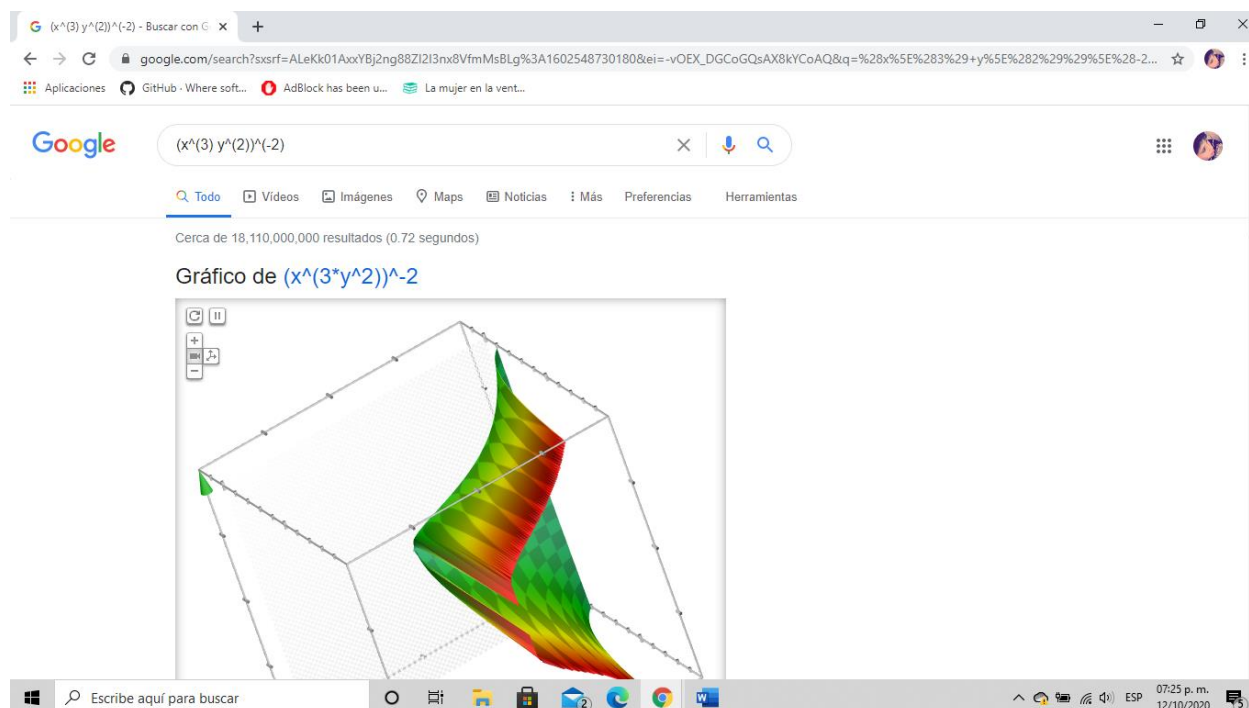 (x^(3) y^(2))^(-2) - Buscar con G
google.com/search?sxsrf=ALeKk01AxxYBj2ng88ZI2I3nx8VfmMsBLg%3A1602548730180&ei=-vOEX_DGCoGQsAX8kYCoAQ&q=%28x%5E%283%29+y%5E%282%29%29%5E%28-2...
Aplicaciones GitHub - Where soft... AdBlock has been u... La mujer en la vent...
Google (x^(3) y^(2))^(-2)
Todo Vídeos Imágenes Maps Noticias Más Preferencias Herramientas
Cerca de 18,110,000,000 resultados (0.72 segundos)
Gráfico de (x^(3*y^2))^-2
Escribe aquí para buscar 2 ESP 07:25 p. m.
12/10/2020 5